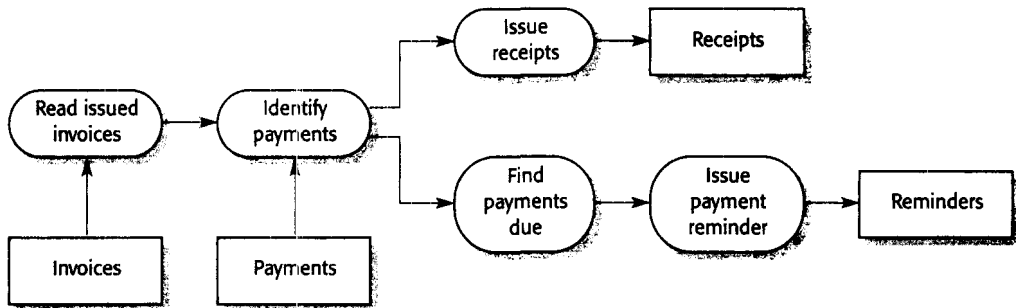 Issue
receipts
Receipts
Read issued
invoices
Identify
payments
Find
payments
due
Issue
payment
reminder
Reminders
Invoices
Payments